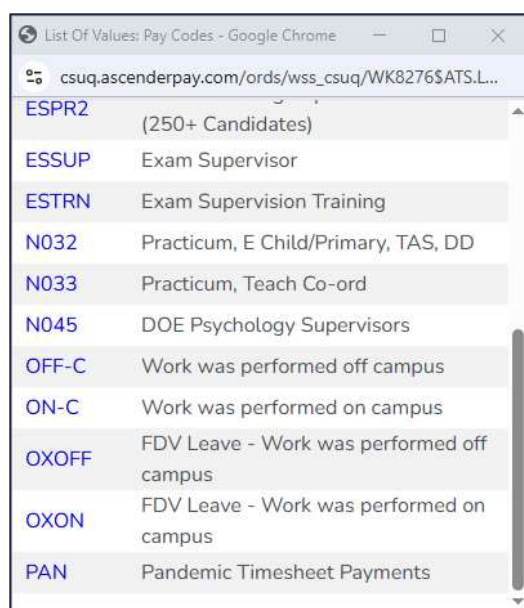 List Of Values: Pay Codes - Google Chrome
csuq.ascenderpay.com/ords/wss_csuq/WK8276$ATS.L...
ESPR2
(250+ Candidates)
ESSUP Exam Supervisor
ESTRN Exam Supervision Training
N032 Practicum, E Child/Primary, TAS, DD
N033 Practicum, Teach Co-ord
N045 DOE Psychology Supervisors
OFF-C Work was performed off campus
ON-C Work was performed on campus
OXOFF FDV Leave - Work was performed off
campus
OXON FDV Leave - Work was performed on
campus
PAN Pandemic Timesheet Payments